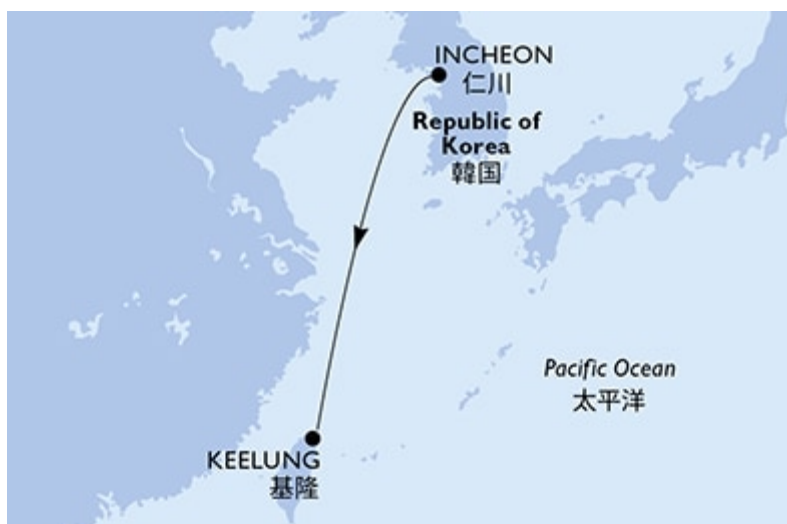 INCHEON
仁川
Republic of
Korea
韓国
Pacific Ocean
太平洋
KEELUNG
基隆